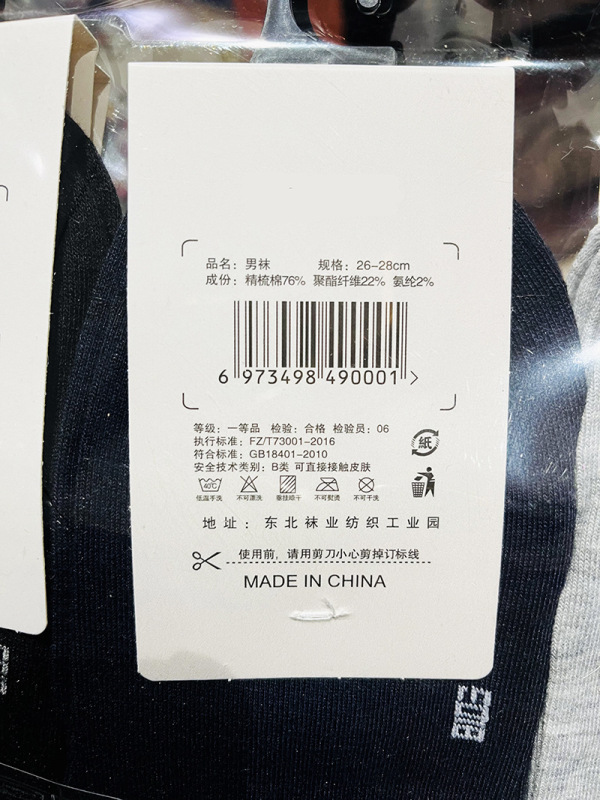 品名：男袜 规格：26-28cm
成份：精梳棉76% 聚酯纤维22% 氨纶2%
6 973498 490001 >
等级：一等品 检验：合格 检验员：06
执行标准：FZ/T73001-2016
符合标准：GB18401-2010
安全技术类别：B类 可直接接触皮肤
紙
40℃
低温手洗 不可漂洗 悬挂晾干 不可熨烫 不可干洗
地址：东北袜业纺织工业园
使用前，请用剪刀小心剪掉订标线
MADE IN CHINA